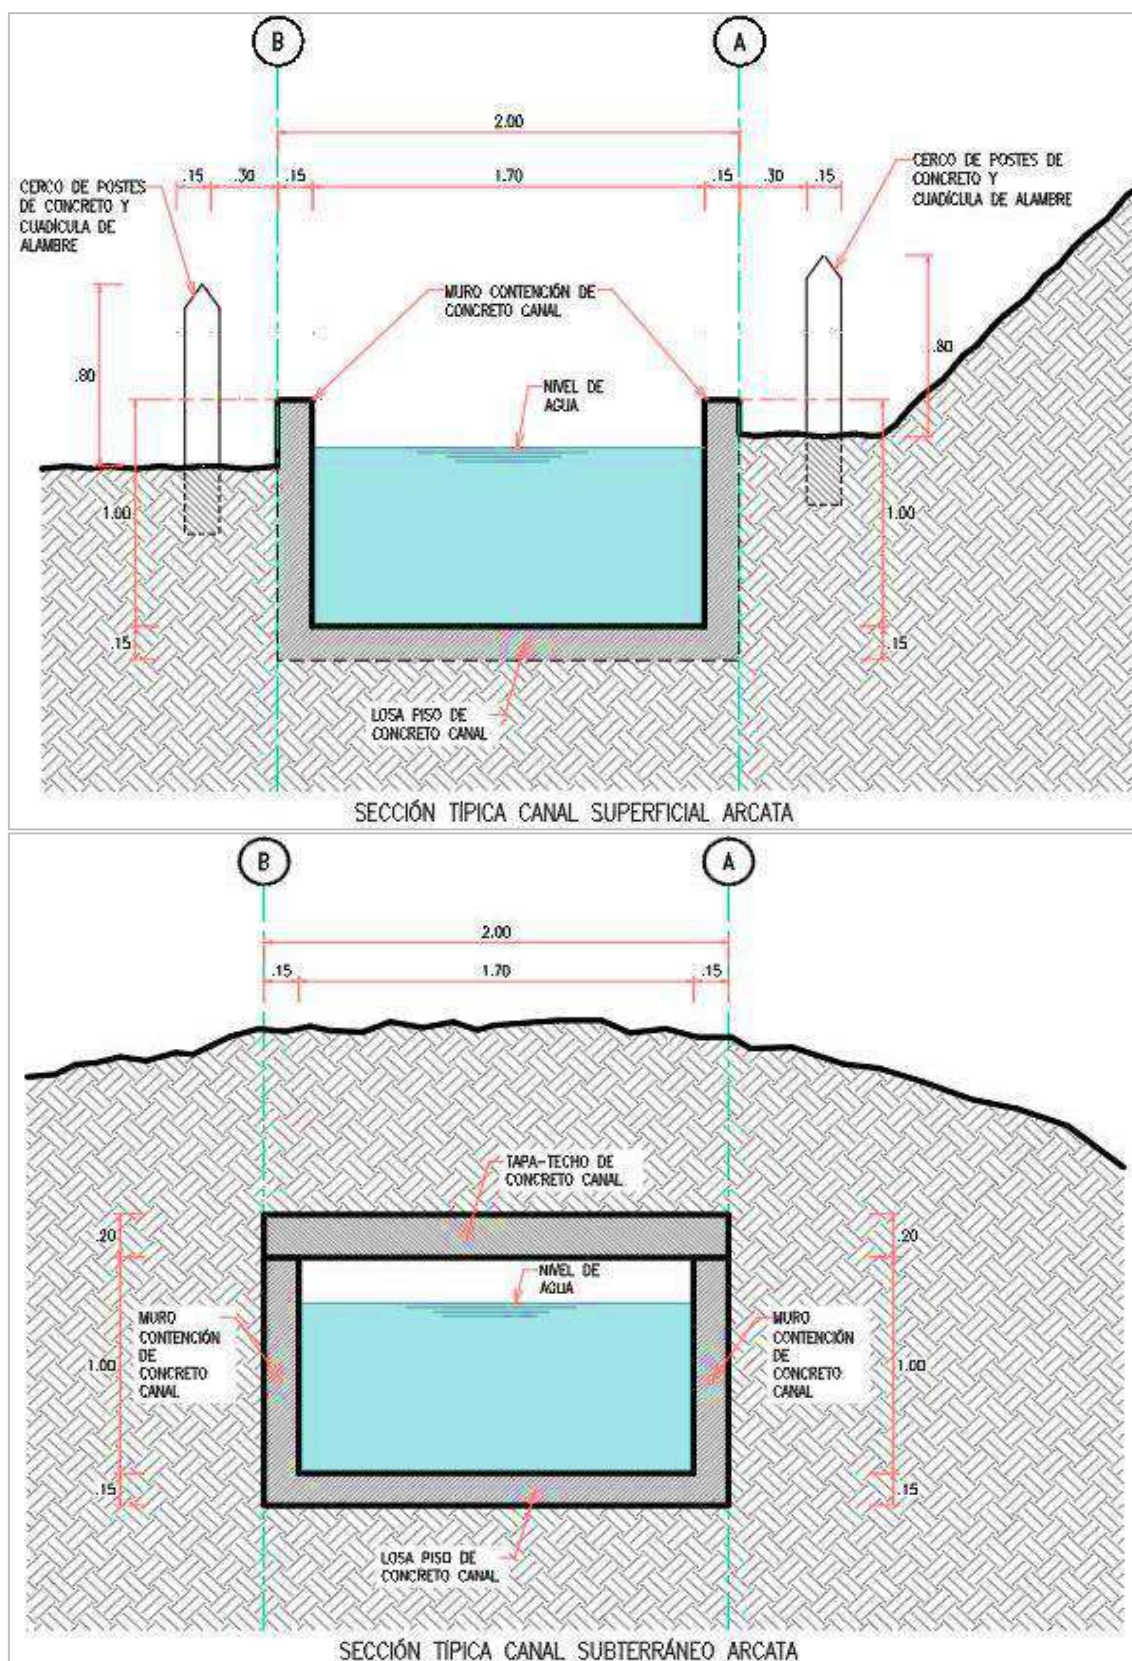 B
A
2.00
.15
.30
.15
1.70
.15
.30
.15
CERCO DE POSTES
DE CONCRETO Y
CUADÍCULA DE
ALAMBRE
CERCO DE POSTES DE
CONCRETO Y
CUADÍCULA DE ALAMBRE
MURO CONTENCIÓN DE
CONCRETO CANAL
.80
.80
NIVEL DE
AGUA
1.00
1.00
.15
.15
LOSA PISO DE
CONCRETO CANAL
SECCIÓN TÍPICA CANAL SUPERFICIAL ARCATA
B
A
2.00
.15
1.70
.15
TAPA-TECHO DE
CONCRETO CANAL
.20
.20
NIVEL DE
AGUA
MURO
CONTENCIÓN
DE
CONCRETO
CANAL
MURO
CONTENCIÓN
DE
CONCRETO
CANAL
1.00
1.00
.15
.15
LOSA PISO DE
CONCRETO CANAL
SECCIÓN TÍPICA CANAL SUBTERRÁNEO ARCATA